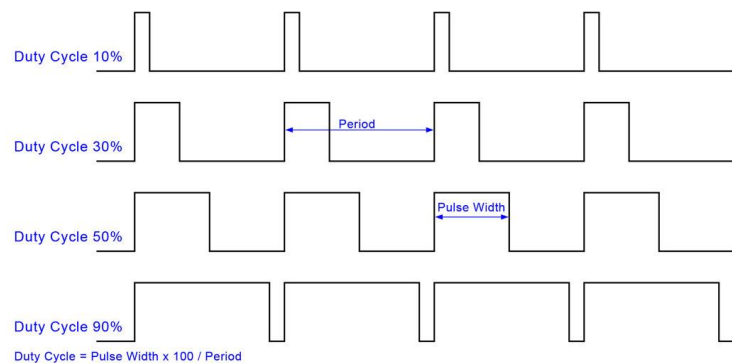 Duty Cycle 10%
Period
Duty Cycle 30%
Pulse Width
Duty Cycle 50%
Duty Cycle 90%
Duty Cycle = Pulse Width x 100 / Period